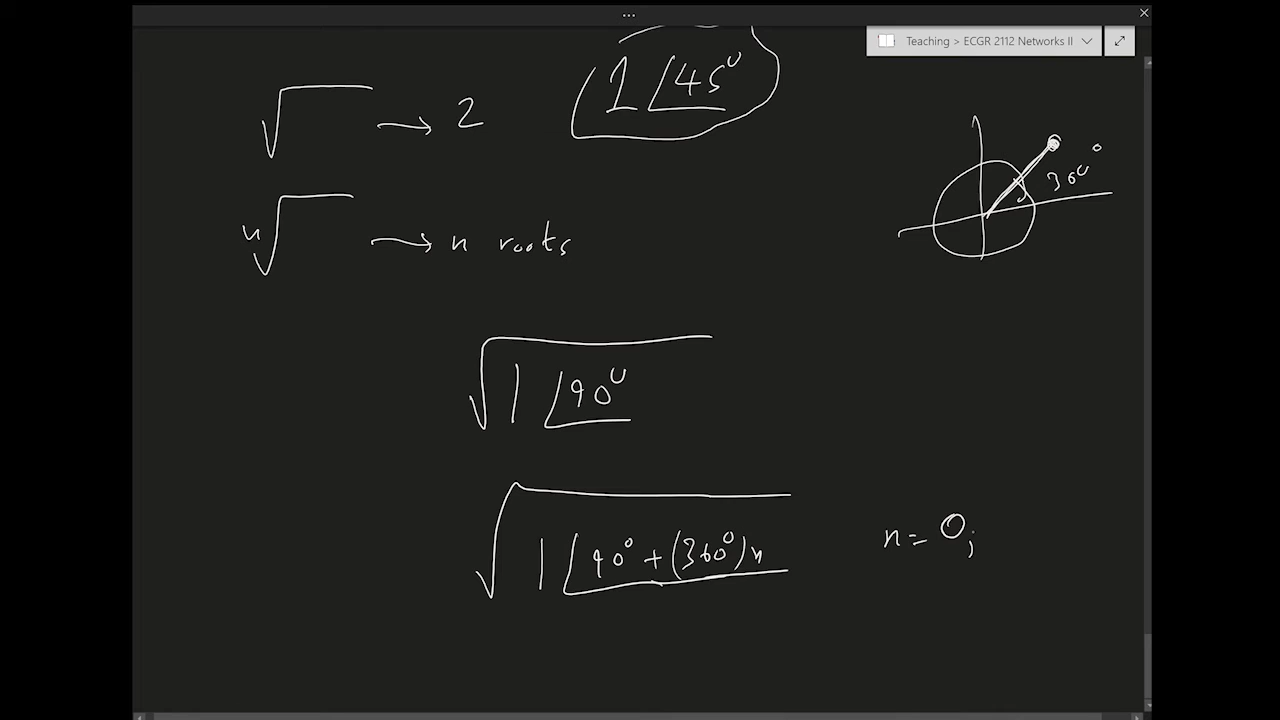 Teaching > ECGR 2112 Networks II
1 ∠45°
√ → 2
360°
n√ → n roots
√1 ∠90°
√1 ∠90° + (360°)n n = 0;